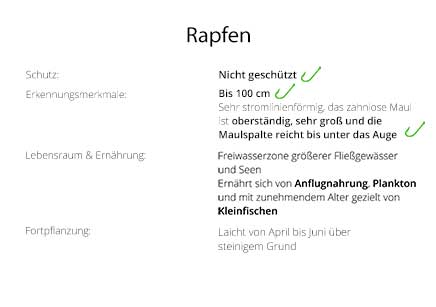 Rapfen
Schutz: Nicht geschützt
Erkennungsmerkmale: Bis 100 cm
Sehr stromlinienförmig, das zahnlose Maul
ist oberständig, sehr groß und die
Maulspalte reicht bis unter das Auge
Lebensraum & Ernährung: Freiwasserzone größerer Fließgewässer
und Seen
Ernährt sich von Anflugnahrung, Plankton
und mit zunehmendem Alter gezielt von
Kleinfischen
Fortpflanzung: Laicht von April bis Juni über
steinigem Grund